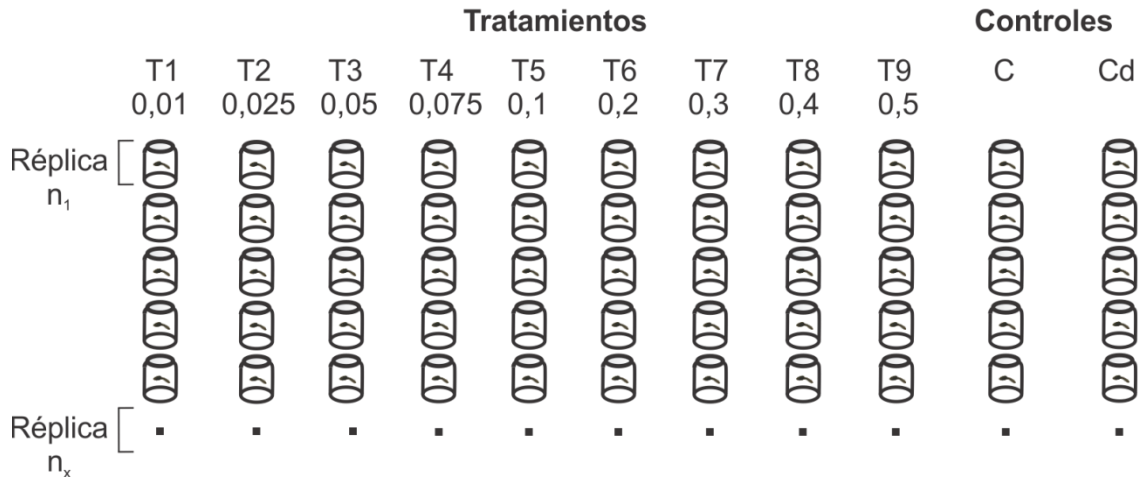 Tratamientos Controles
T1 T2 T3 T4 T5 T6 T7 T8 T9 C Cd
0,01 0,025 0,05 0,075 0,1 0,2 0,3 0,4 0,5
Réplica
n₁
Réplica
nₓ